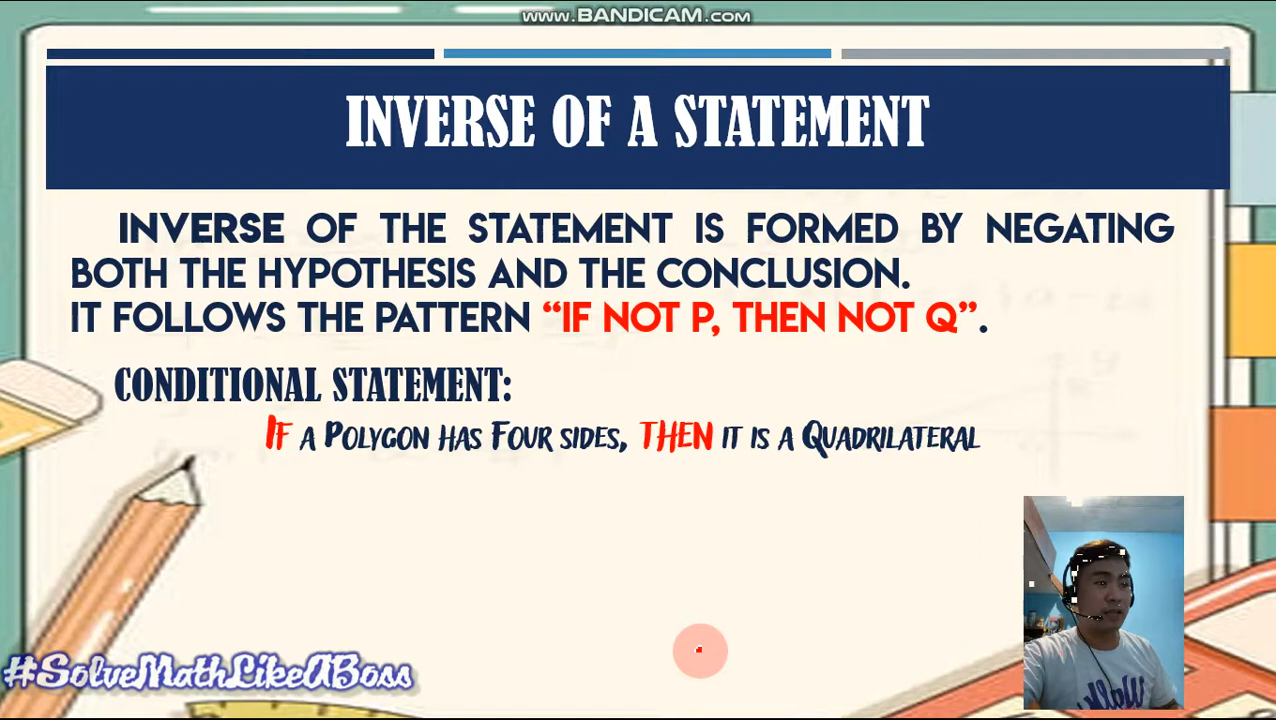 WWW.BANDICAM.COM
INVERSE OF A STATEMENT
INVERSE OF THE STATEMENT IS FORMED BY NEGATING
BOTH THE HYPOTHESIS AND THE CONCLUSION.
IT FOLLOWS THE PATTERN “IF NOT P, THEN NOT Q”.
CONDITIONAL STATEMENT:
IF A POLYGON HAS FOUR SIDES, THEN IT IS A QUADRILATERAL
#SolveMathLikeABoss